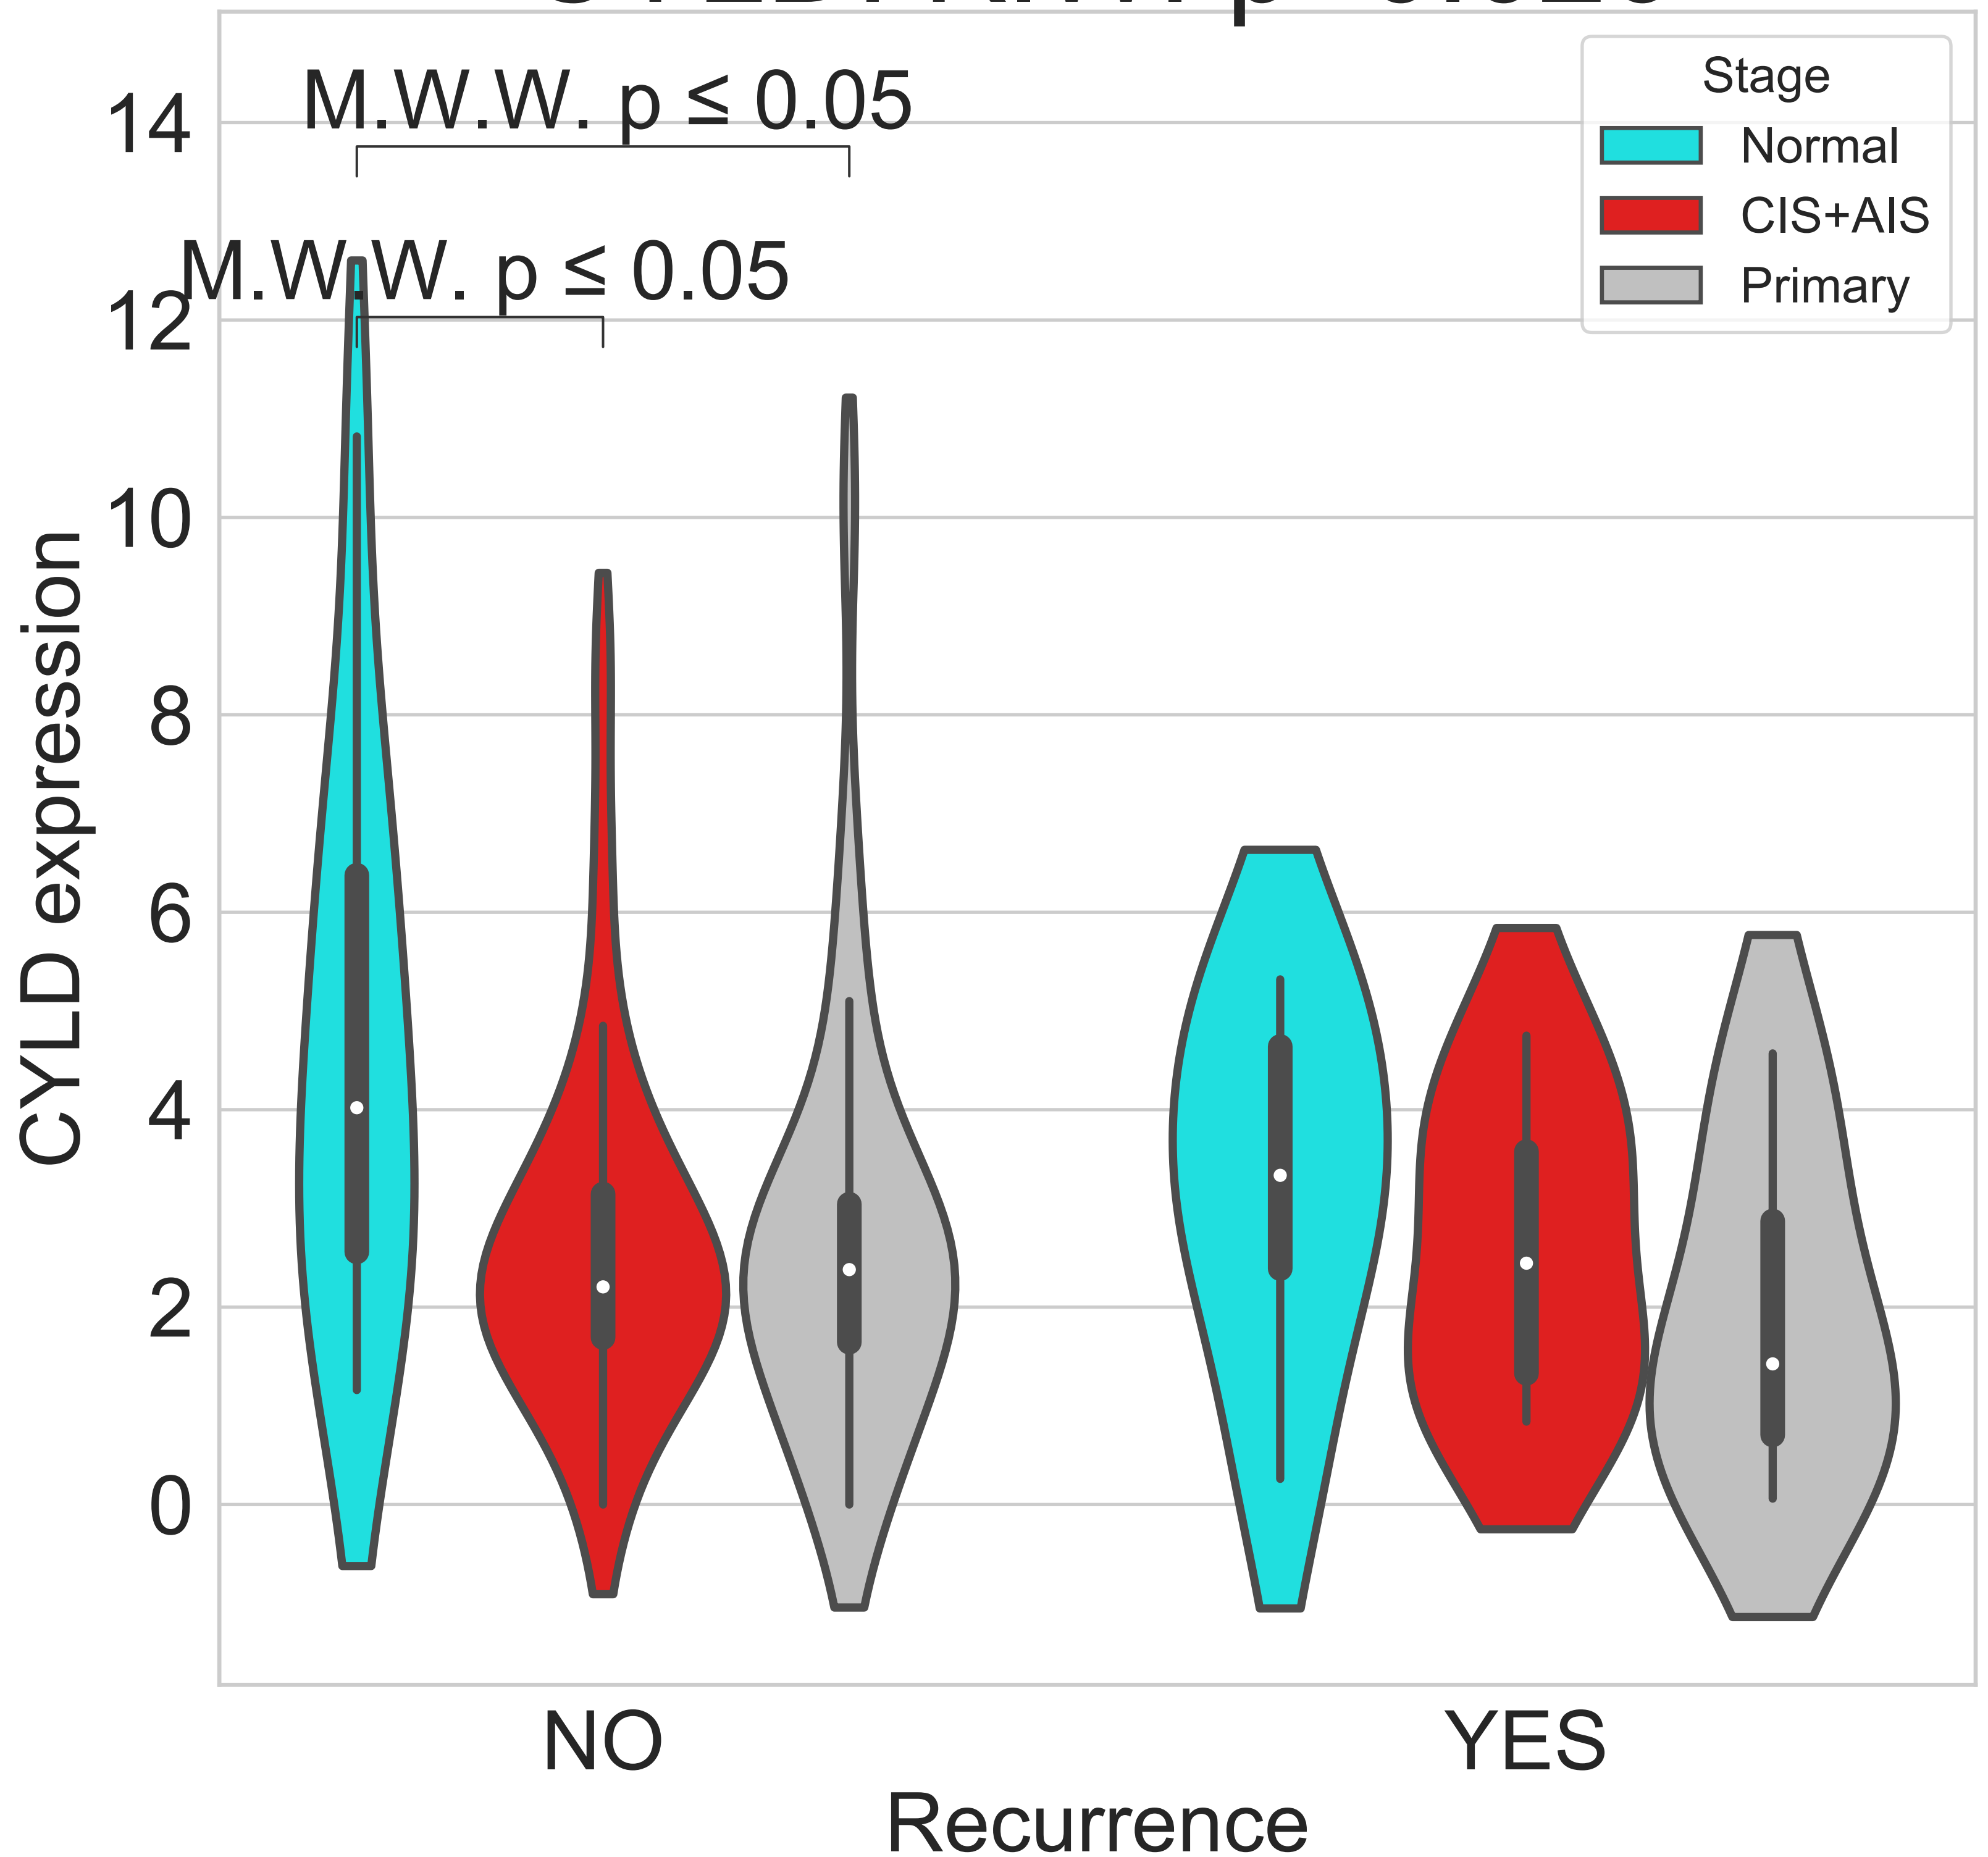 M.W.W. p ≤ 0.05
M.W.W. p ≤ 0.05
Stage
Normal
CIS+AIS
Primary
14
12
10
8
6
4
2
0
CYLD expression
NO
YES
Recurrence